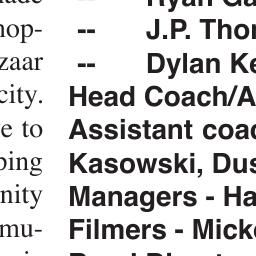 hop-
zaar
city.
e to
ping
nity
mu-
-- Ryan Ga
-- J.P. Thor
-- Dylan Ke
Head Coach/A
Assistant coac
Kasowski, Dus
Managers - Ha
Filmers - Micke